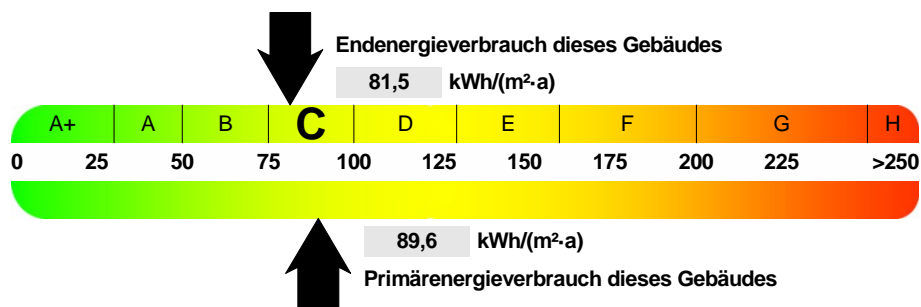 Endenergieverbrauch dieses Gebäudes
81,5 kWh/(m²·a)
A+ A B C D E F G H
0 25 50 75 100 125 150 175 200 225 >250
89,6 kWh/(m²·a)
Primärenergieverbrauch dieses Gebäudes